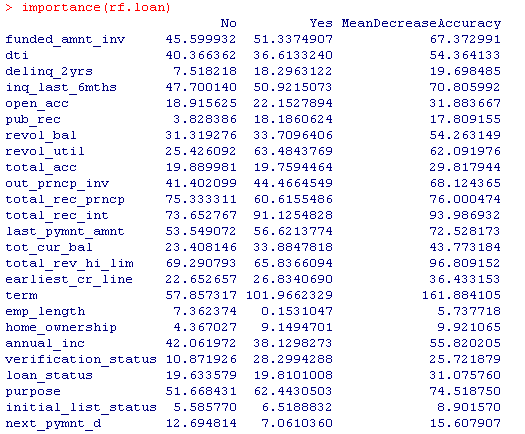 > importance(rf.loan)
No Yes MeanDecreaseAccuracy
funded_amnt_inv 45.599932 51.3374907 67.372991
dti 40.366362 36.6133240 54.364133
delinq_2yrs 7.518218 18.2963122 19.698485
inq_last_6mths 47.700140 50.9215073 70.805992
open_acc 18.915625 22.1527894 31.883667
pub_rec 3.828386 18.1860624 17.809155
revol_bal 31.319276 33.7096406 54.263149
revol_util 25.426092 63.4843769 62.091976
total_acc 19.889981 19.7594464 29.817944
out_prncp_inv 41.402099 44.4664549 68.124365
total_rec_prncp 75.333311 60.6155486 76.000474
total_rec_int 73.652767 91.1254828 93.986932
last_pymnt_amnt 53.549072 56.6213774 72.528173
tot_cur_bal 23.408146 33.8847818 43.773184
total_rev_hi_lim 69.290793 65.8366094 96.809152
earliest_cr_line 22.652657 26.8340690 36.433153
term 57.857317 101.9662329 161.884105
emp_length 7.362374 0.1531047 5.737718
home_ownership 4.367027 9.1494701 9.921065
annual_inc 42.061972 38.1298273 55.820205
verification_status 10.871926 28.2994288 25.721879
loan_status 19.633579 19.8101008 31.075760
purpose 51.668431 62.4430503 74.518750
initial_list_status 5.585770 6.5188832 8.901570
next_pymnt_d 12.694814 7.0610360 15.607907